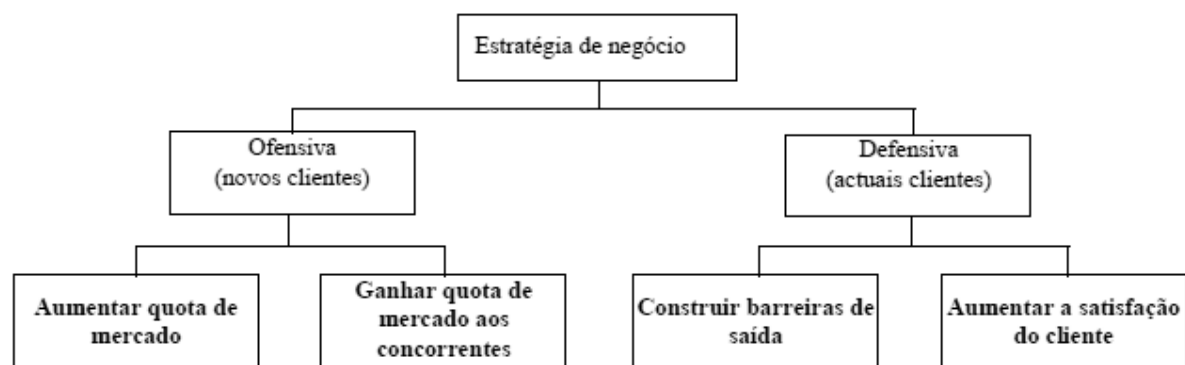 Estratégia de negócio
Ofensiva
(novos clientes)
Defensiva
(actuais clientes)
Aumentar quota de
mercado
Ganhar quota de
mercado aos
concorrentes
Construir barreiras de
saída
Aumentar a satisfação
do cliente